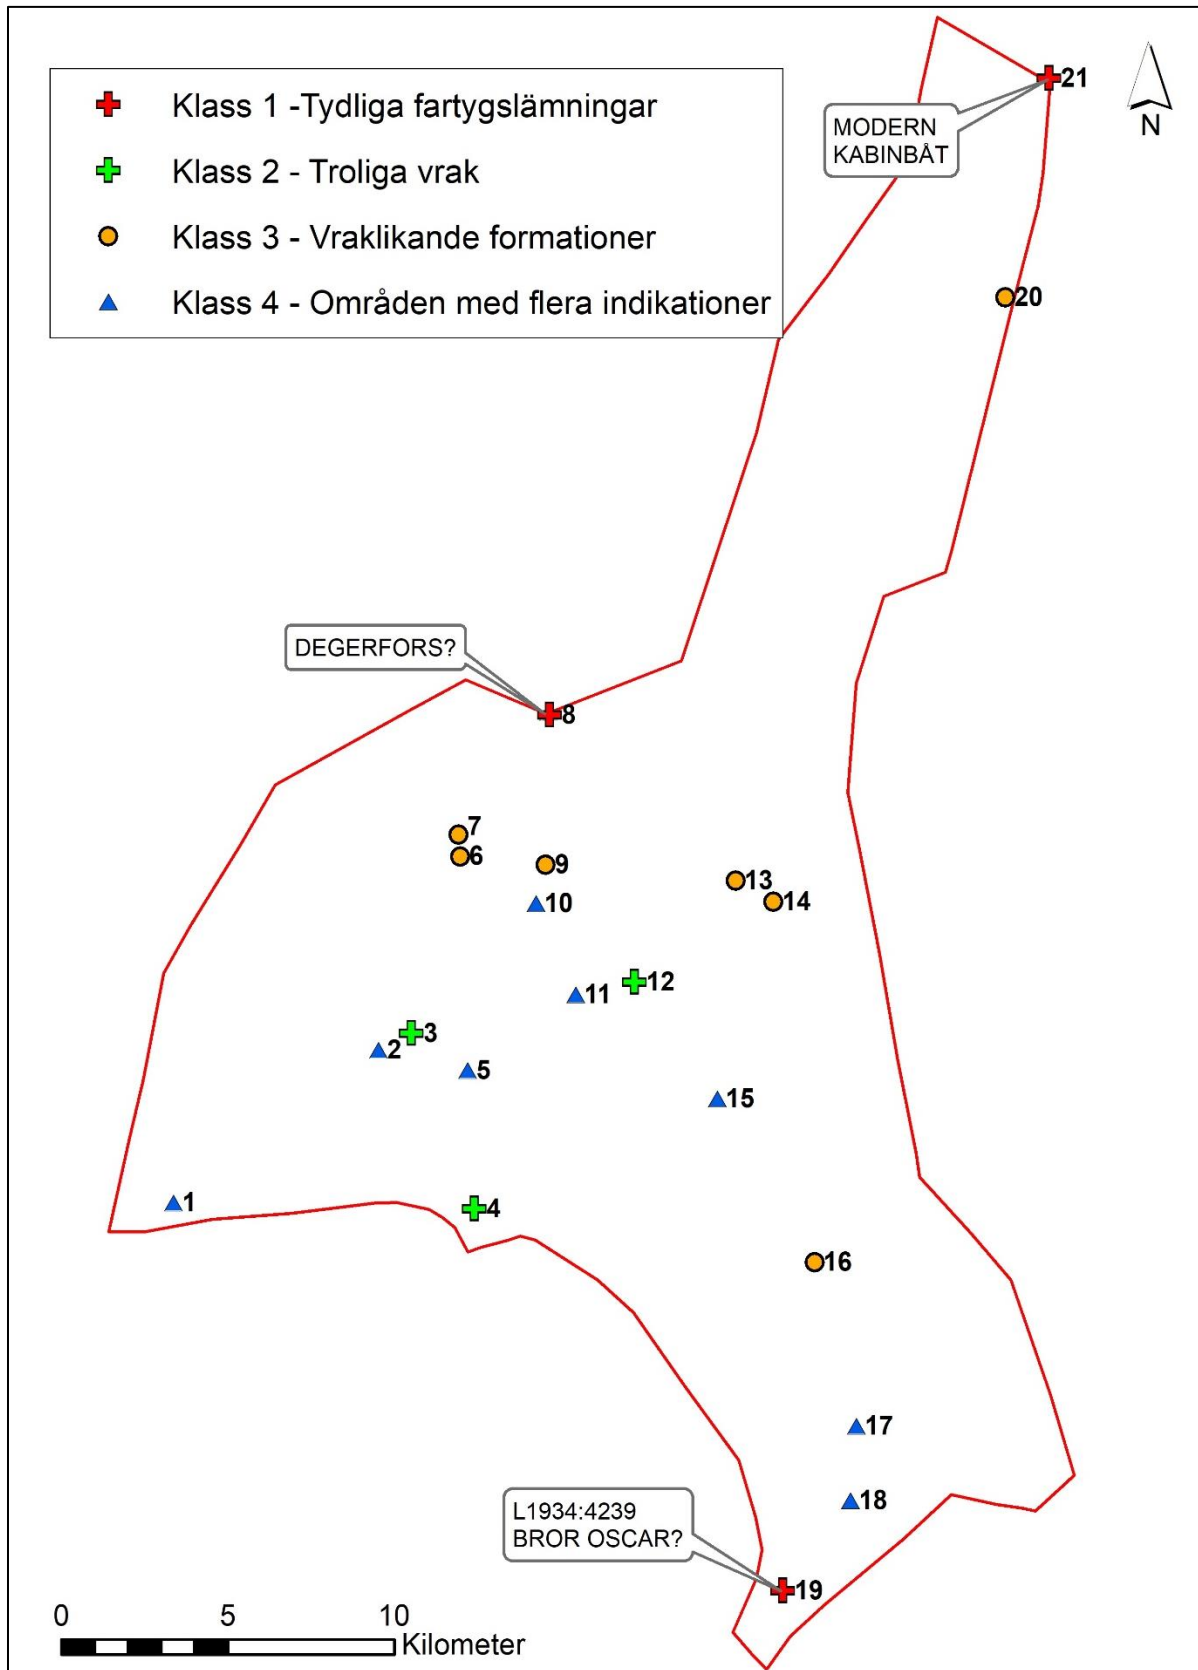 Klass 1 -Tydliga fartygslämningar
Klass 2 - Troliga vrak
Klass 3 - Vraklikande formationer
Klass 4 - Områden med flera indikationer
21
MODERN
KABINBÅT
N
20
DEGERFORS?
8
7
6
9
10
13
14
12
11
3
2
5
15
1
4
16
17
18
L1934:4239
BROR OSCAR?
19
0 5 10
Kilometer